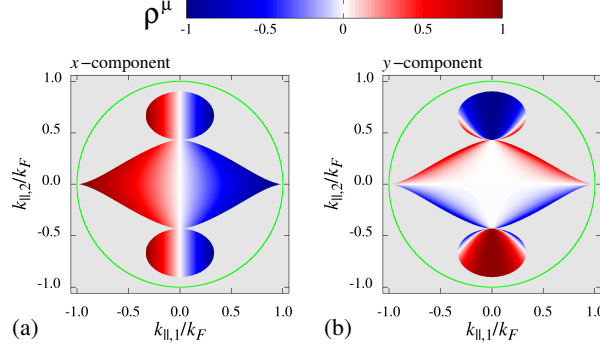 ρ^μ
-1 -0.5 0 0.5 1
x−component
y−component
1.0
0.5
0.0
-0.5
-1.0
k||,2/kF
-1.0 -0.5 0.0 0.5 1.0
(a)
k||,1/kF
1.0
0.5
0.0
-0.5
-1.0
k||,2/kF
-1.0 -0.5 0.0 0.5 1.0
(b)
k||,1/kF